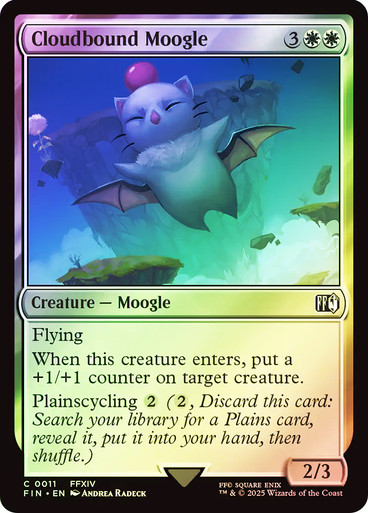 Cloudbound Moogle 3
Creature — Moogle
Flying
When this creature enters, put a
+1/+1 counter on target creature.
Plainscycling 2 (2, Discard this card:
Search your library for a Plains card,
reveal it, put it into your hand, then
shuffle.)
2/3
C 0011 FFXIV
FIN • EN Andrea Radeck
FF© SQUARE ENIX
™ & © 2025 Wizards of the Coast